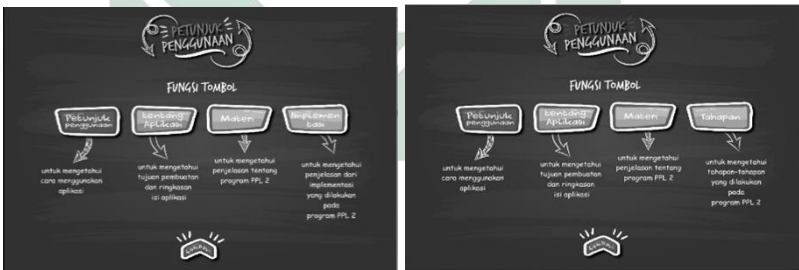 PETUNJUK
PENGGUNAAN
FUNGSI TOMBOL
Petunjuk
penggunaan
tentang
Aplikasi
Materi
Implemen
tasi
untuk mengetahui
cara menggunakan
aplikasi
untuk mengetahui
tujuan pembuatan
dan ringkasan
isi aplikasi
untuk mengetahui
penjelasan tentang
program PPL 2
untuk mengetahui
penjelasan dari
implementasi
yang dilakukan
pada
program PPL 2
PETUNJUK
PENGGUNAAN
FUNGSI TOMBOL
Petunjuk
penggunaan
tentang
Aplikasi
Materi
Tahapan
untuk mengetahui
cara menggunakan
aplikasi
untuk mengetahui
tujuan pembuatan
dan ringkasan
isi aplikasi
untuk mengetahui
penjelasan tentang
program PPL 2
untuk mengetahui
tahapan-tahapan
yang dilakukan
pada
program PPL 2